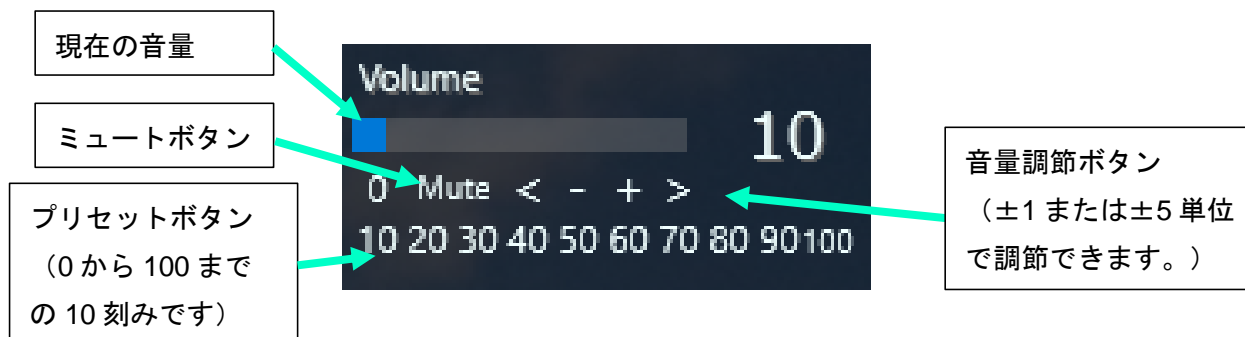 現在の音量
ミュートボタン
プリセットボタン
（0 から 100 まで
の 10 刻みです）
Volume
10
0 Mute < - + >
10 20 30 40 50 60 70 80 90 100
音量調節ボタン
（±1 または±5 単位
で調節できます。）